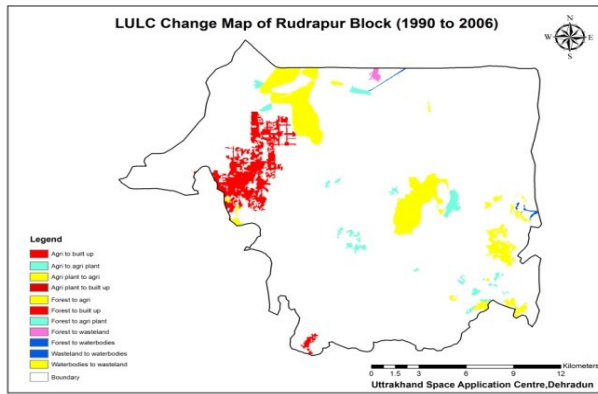 LULC Change Map of Rudrapur Block (1990 to 2006)
N
W E
S
Legend
Agri to built up
Agri to agri plant
Agri plant to agri
Agri plant to built up
Forest to agri
Forest to built up
Forest to agri plant
Forest to wasteland
Forest to waterbodies
Wasteland to waterbodies
Waterbodies to wasteland
Boundary
Kilometers
0 1.5 3 6 9 12
Uttrakhand Space Application Centre,Dehradun